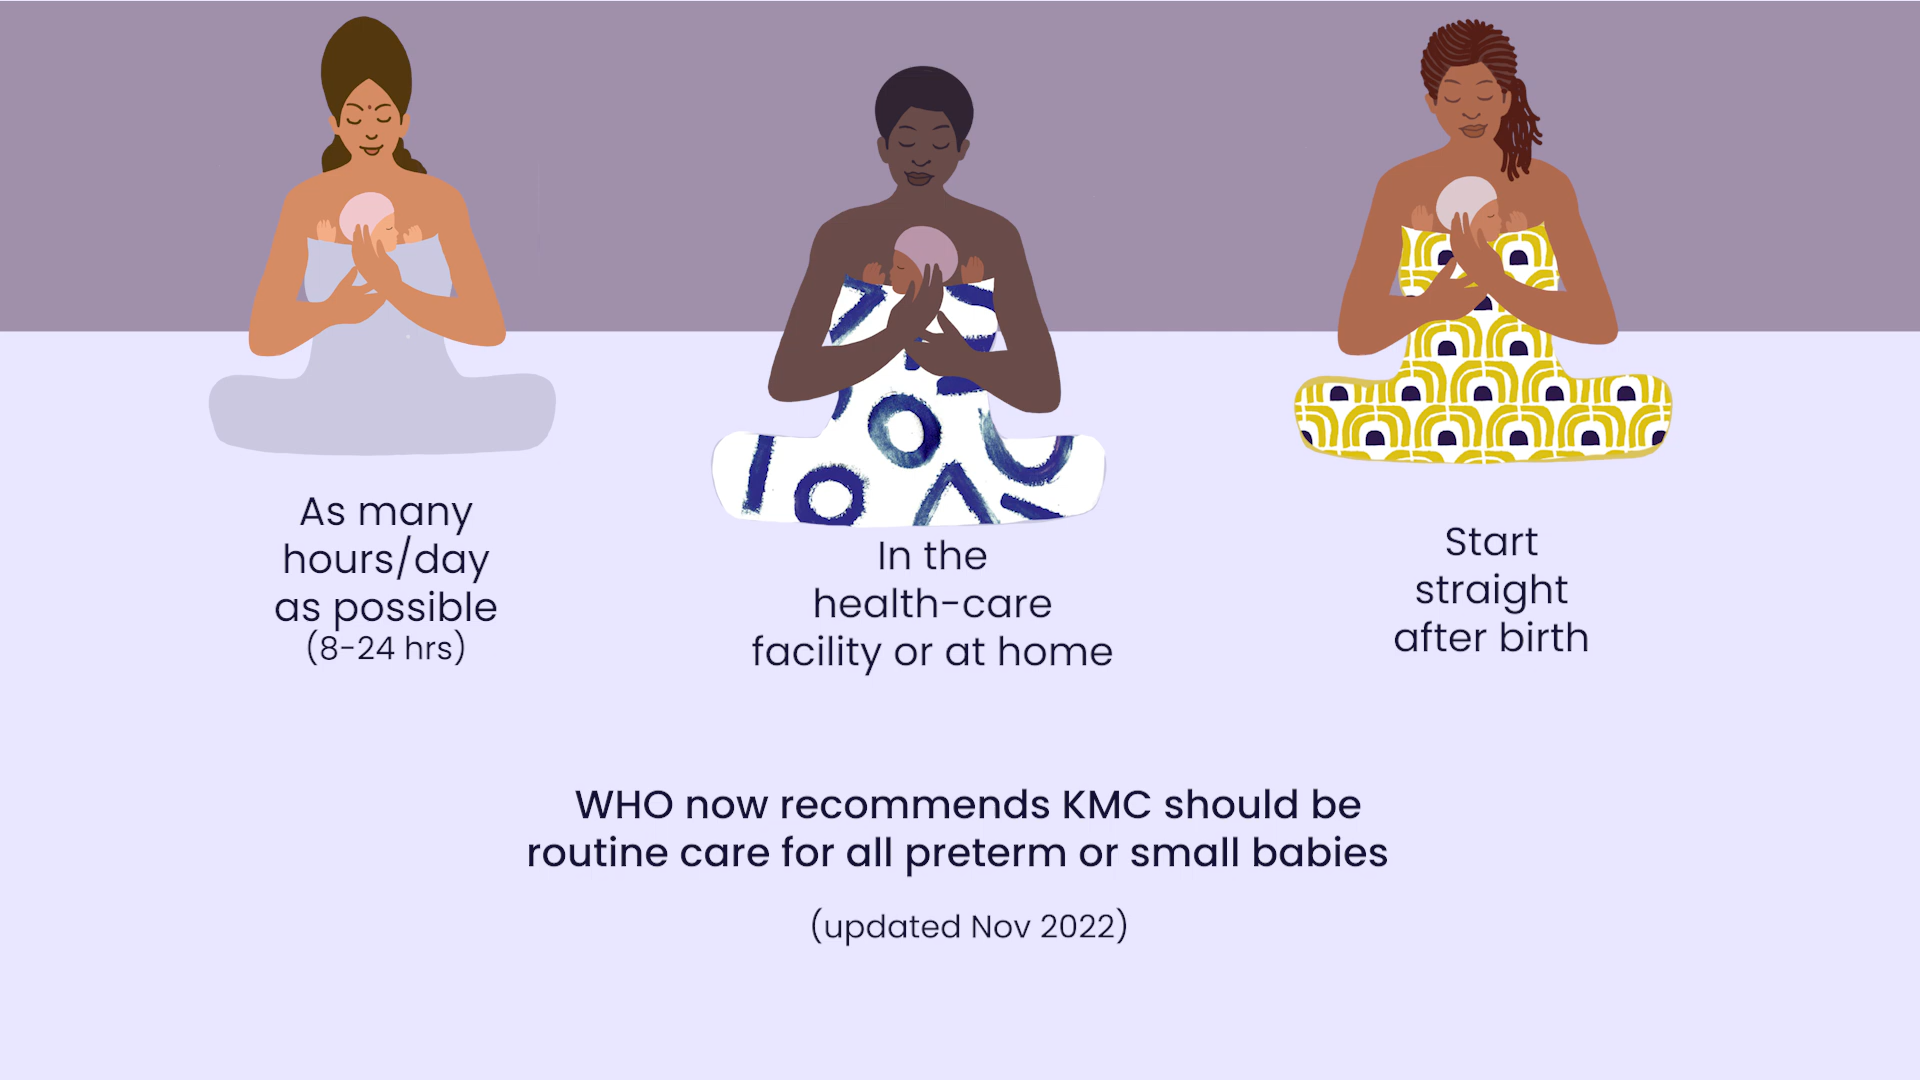 As many
hours/day
as possible
(8-24 hrs)
In the
health-care
facility or at home
Start
straight
after birth
WHO now recommends KMC should be
routine care for all preterm or small babies
(updated Nov 2022)